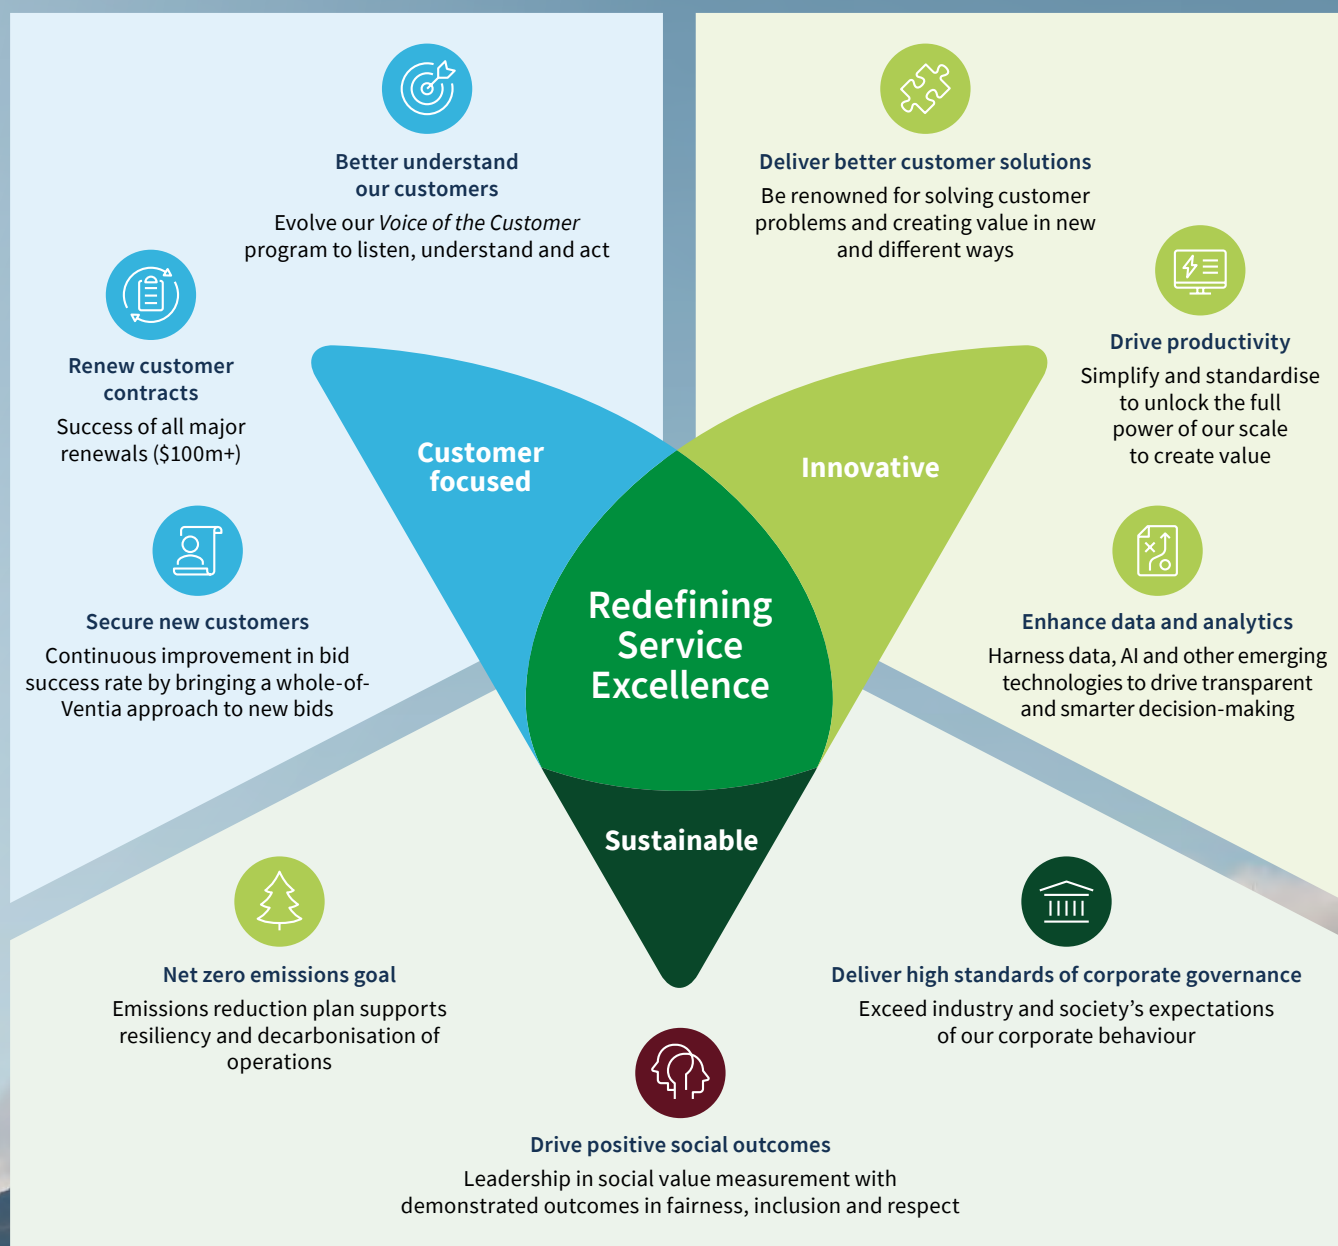 Better understand
our customers
Evolve our Voice of the Customer
program to listen, understand and act
Renew customer
contracts
Success of all major
renewals ($100m+)
Secure new customers
Continuous improvement in bid
success rate by bringing a whole-of-
Ventia approach to new bids
Customer
focused
Deliver better customer solutions
Be renowned for solving customer
problems and creating value in new
and different ways
Drive productivity
Simplify and standardise
to unlock the full
power of our scale
to create value
Enhance data and analytics
Harness data, AI and other emerging
technologies to drive transparent
and smarter decision-making
Innovative
Redefining
Service
Excellence
Sustainable
Net zero emissions goal
Emissions reduction plan supports
resiliency and decarbonisation of
operations
Drive positive social outcomes
Leadership in social value measurement with
demonstrated outcomes in fairness, inclusion and respect
Deliver high standards of corporate governance
Exceed industry and society’s expectations
of our corporate behaviour